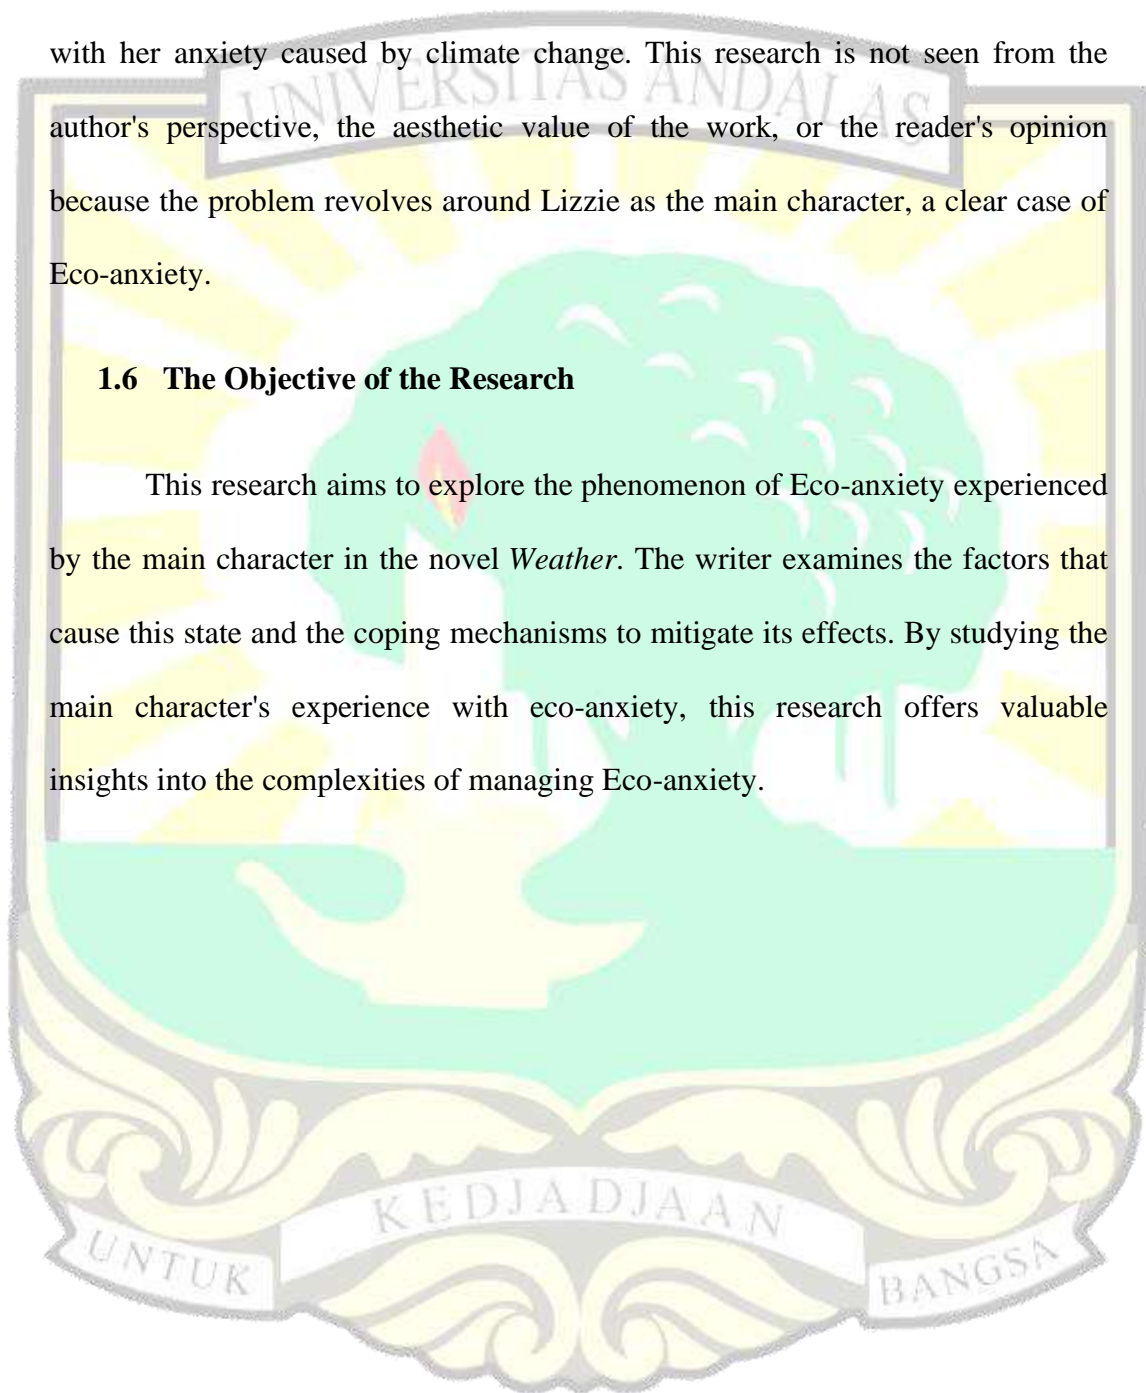 with her anxiety caused by climate change. This research is not seen from the
UNIVERSITAS ANDALAS
author's perspective, the aesthetic value of the work, or the reader's opinion
because the problem revolves around Lizzie as the main character, a clear case of
Eco-anxiety.
1.6 The Objective of the Research
This research aims to explore the phenomenon of Eco-anxiety experienced
by the main character in the novel Weather. The writer examines the factors that
cause this state and the coping mechanisms to mitigate its effects. By studying the
main character's experience with eco-anxiety, this research offers valuable
insights into the complexities of managing Eco-anxiety.
UNTUK KEDJADJAAN BANGSA